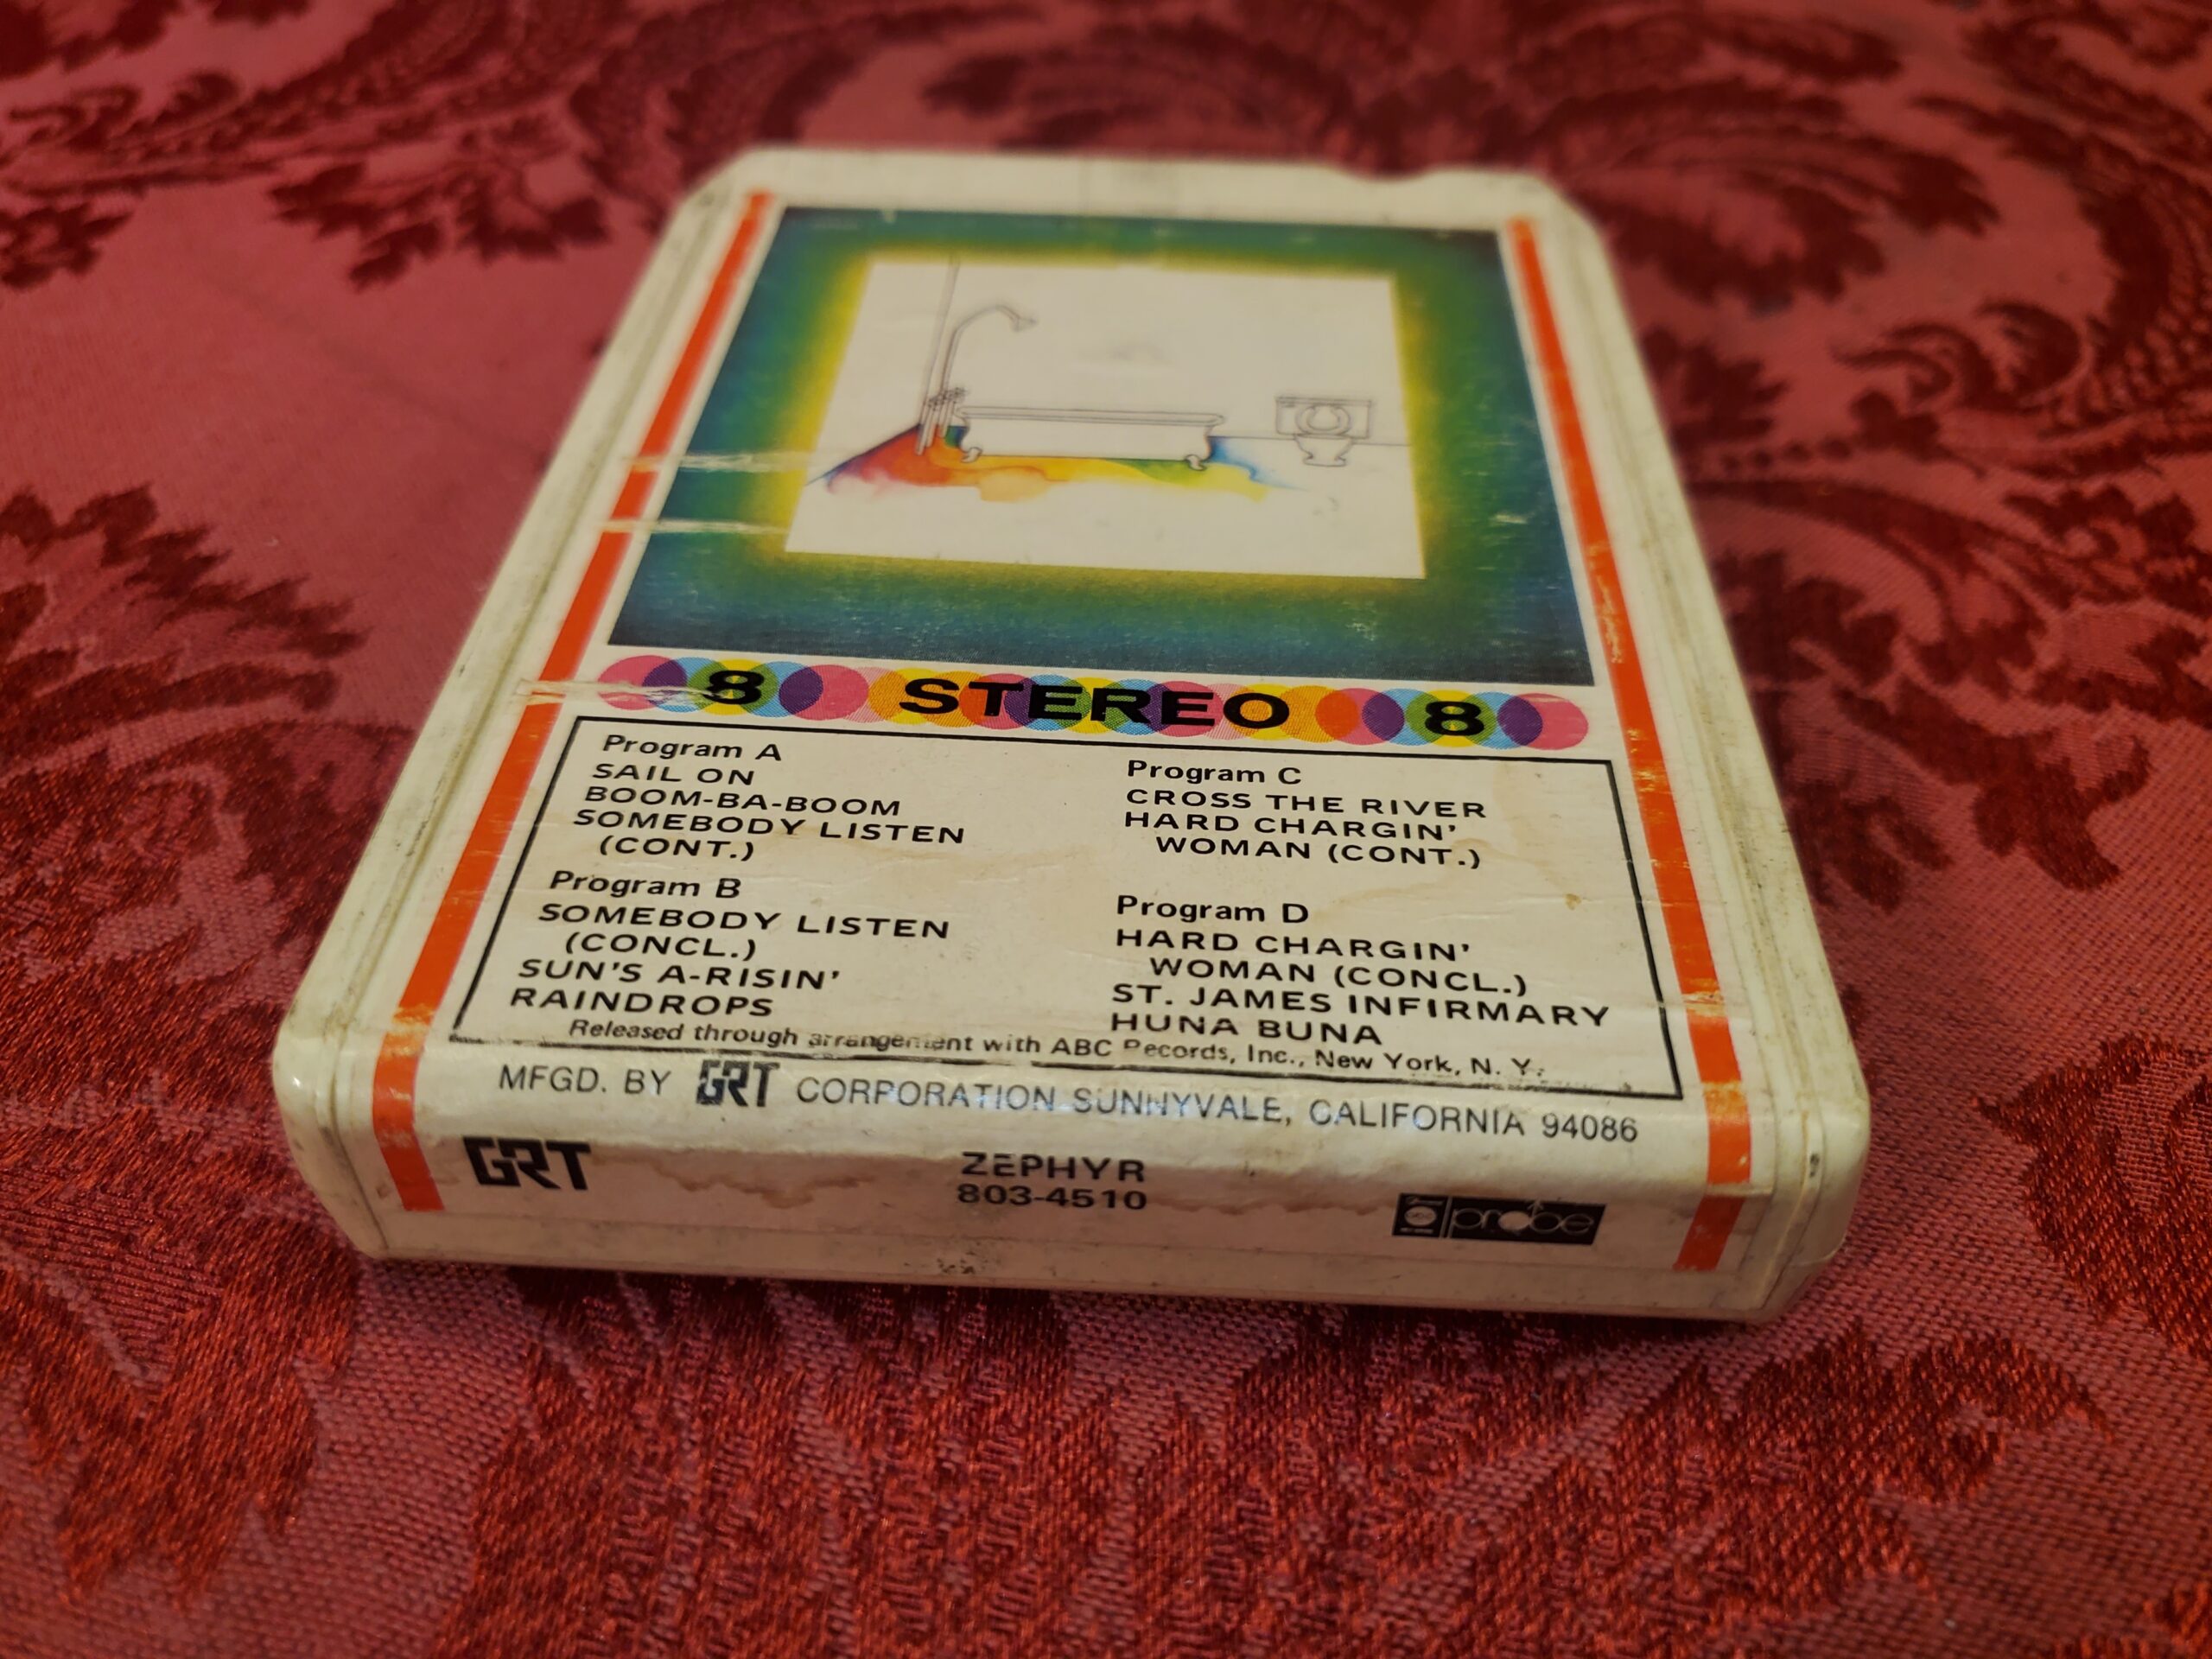 8 STEREO 8
Program A
SAIL ON
BOOM-BA-BOOM
SOMEBODY LISTEN
(CONT.)
Program B
SOMEBODY LISTEN
(CONCL.)
SUN'S A-RISIN'
RAINDROPS
Program C
CROSS THE RIVER
HARD CHARGIN'
WOMAN (CONT.)
Program D
HARD CHARGIN'
WOMAN (CONCL.)
ST. JAMES INFIRMARY
HUNA BUNA
Released through arrangement with ABC Records, Inc., New York, N. Y.
MFGD. BY GRT CORPORATION SUNNYVALE, CALIFORNIA 94086
GRT
ZEPHYR
803-4510
probe